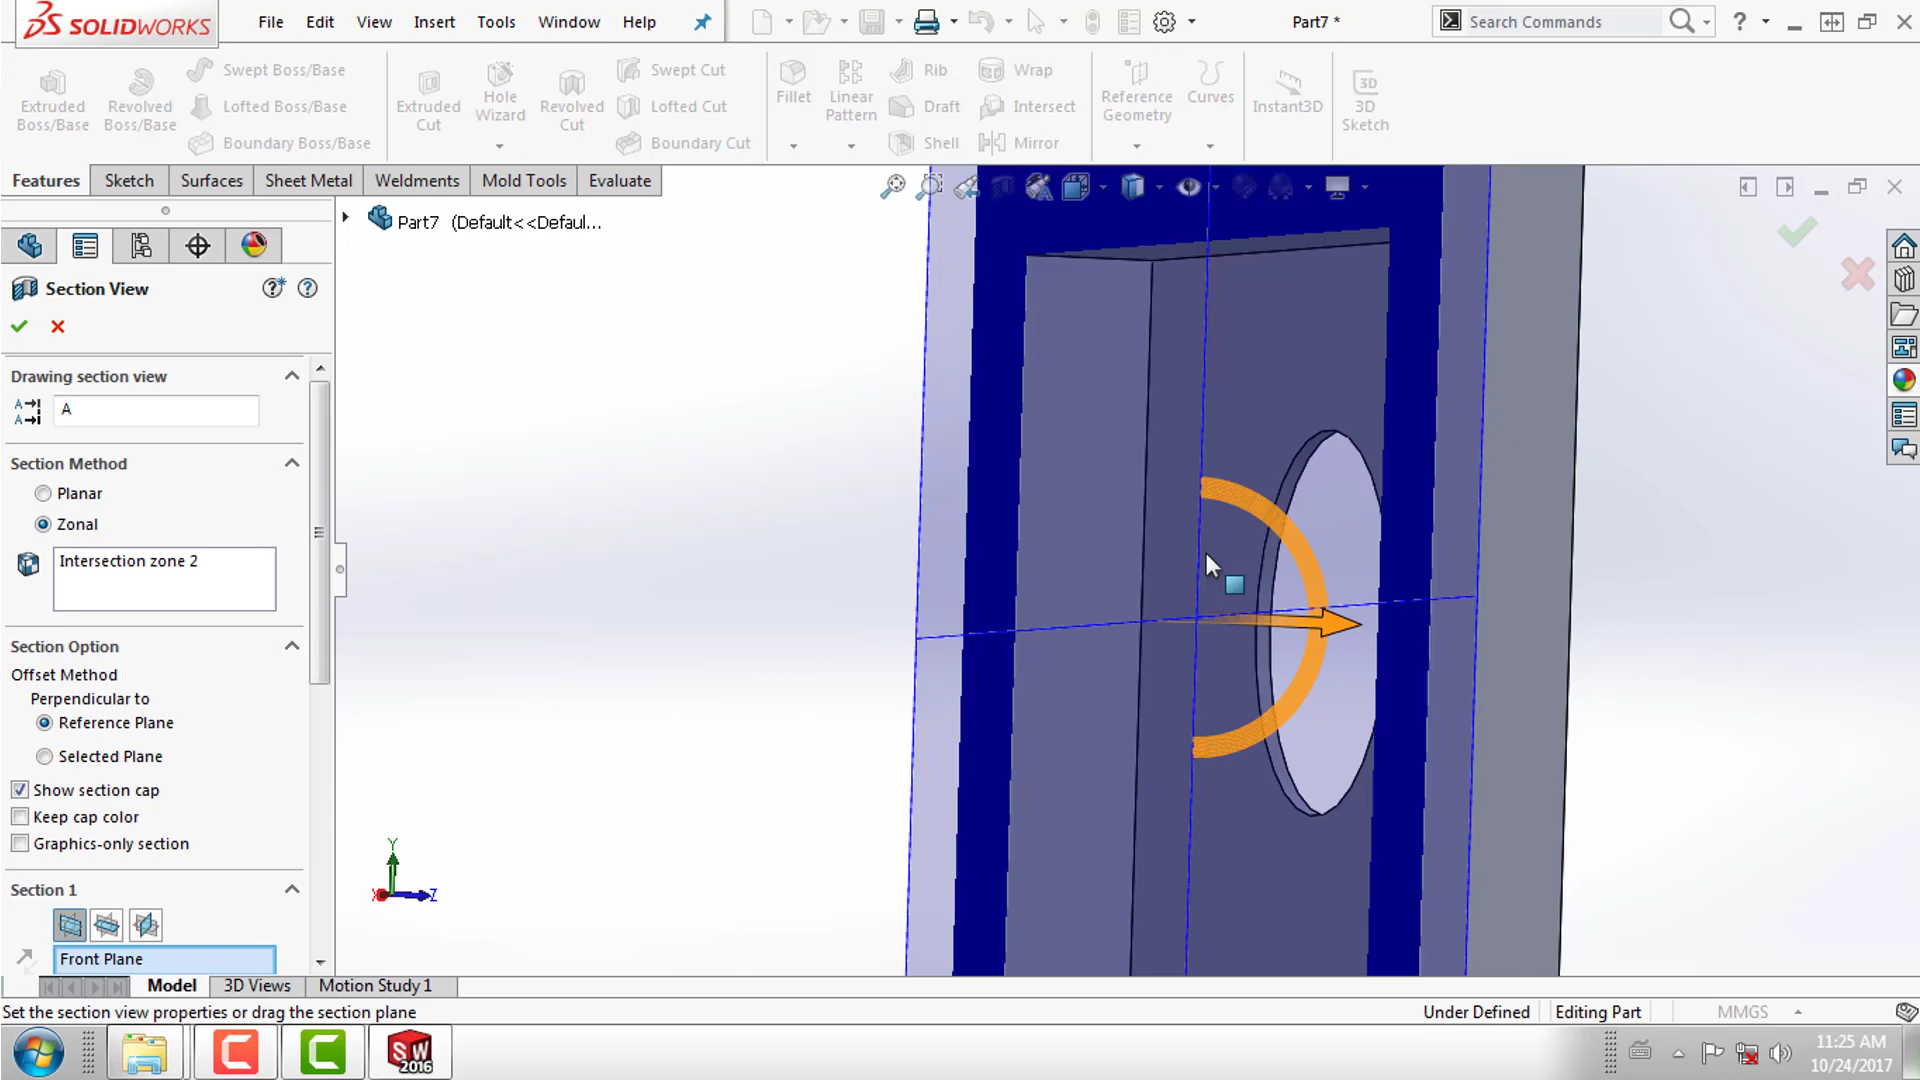 SOLIDWORKS File Edit View Insert Tools Window Help Part7 * Search Commands ?
Extruded Boss/Base
Revolved Boss/Base
Swept Boss/Base
Lofted Boss/Base
Boundary Boss/Base
Extruded Cut
Hole Wizard
Revolved Cut
Swept Cut
Lofted Cut
Boundary Cut
Fillet
Linear Pattern
Rib
Draft
Shell
Wrap
Intersect
Mirror
Reference Geometry
Curves
Instant3D
3D Sketch
Features Sketch Surfaces Sheet Metal Weldments Mold Tools Evaluate
Part7 (Default<<Defaul...
Section View
Drawing section view
A
Section Method
Planar
Zonal
Intersection zone 2
Section Option
Offset Method
Perpendicular to
Reference Plane
Selected Plane
Show section cap
Keep cap color
Graphics-only section
Section 1
Front Plane
Y
X
Z
Model 3D Views Motion Study 1
Set the section view properties or drag the section plane Under Defined Editing Part MMGS
SW 2016
11:25 AM
10/24/2017